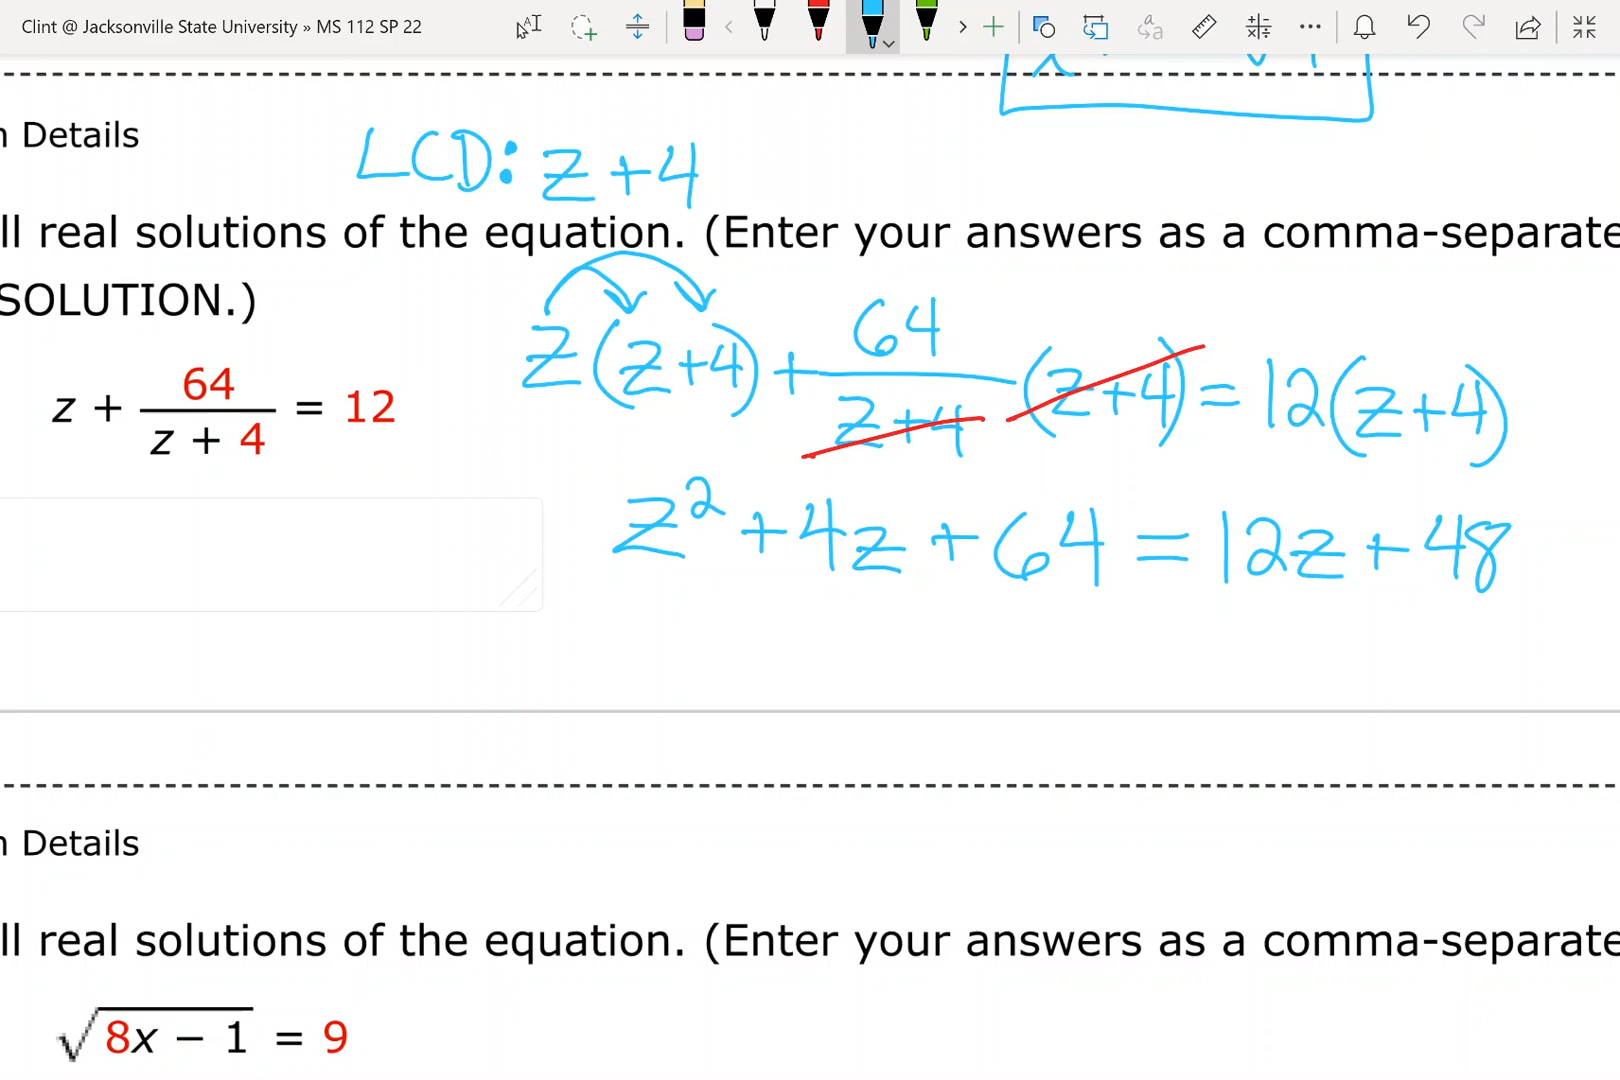 Clint @ Jacksonville State University » MS 112 SP 22
Details
LCD: z+4
ll real solutions of the equation. (Enter your answers as a comma-separate
SOLUTION.)
z(z+4) + 64/z+4 (z+4) = 12(z+4)
z + 64/z + 4 = 12
z² + 4z + 64 = 12z + 48
Details
ll real solutions of the equation. (Enter your answers as a comma-separate
√8x − 1 = 9